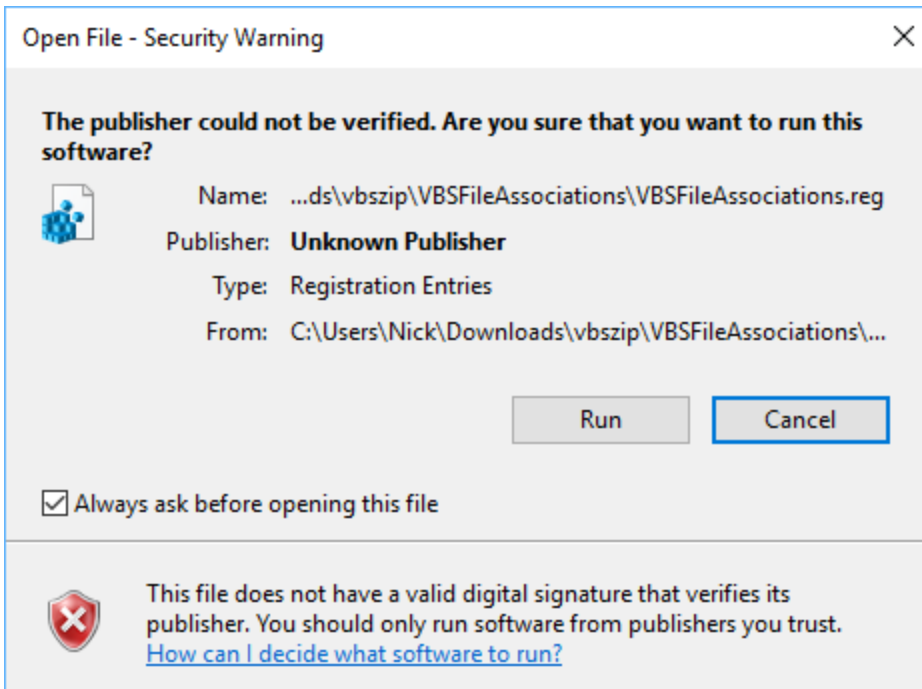 Open File - Security Warning
The publisher could not be verified. Are you sure that you want to run this
software?
Name: ...ds\vbszip\VBSFileAssociations\VBSFileAssociations.reg
Publisher: Unknown Publisher
Type: Registration Entries
From: C:\Users\Nick\Downloads\vbszip\VBSFileAssociations\...
Run Cancel
Always ask before opening this file
This file does not have a valid digital signature that verifies its
publisher. You should only run software from publishers you trust.
How can I decide what software to run?